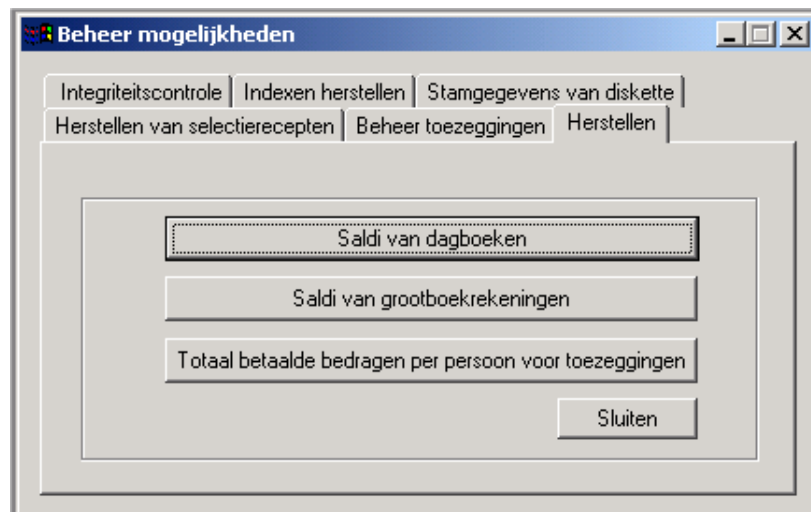 Beheer mogelijkheden
Integriteitscontrole Indexen herstellen Stamgegevens van diskette
Herstellen van selectierecepten Beheer toezeggingen Herstellen
Saldi van dagboeken
Saldi van grootboekrekeningen
Totaal betaalde bedragen per persoon voor toezeggingen
Sluiten